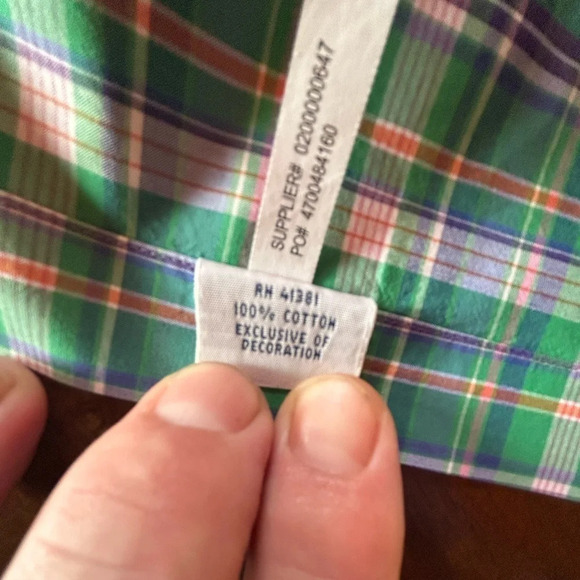 SUPPLIER# 0200000647
PO# 4700484160
RN 41381
100% COTTON
EXCLUSIVE OF
DECORATION